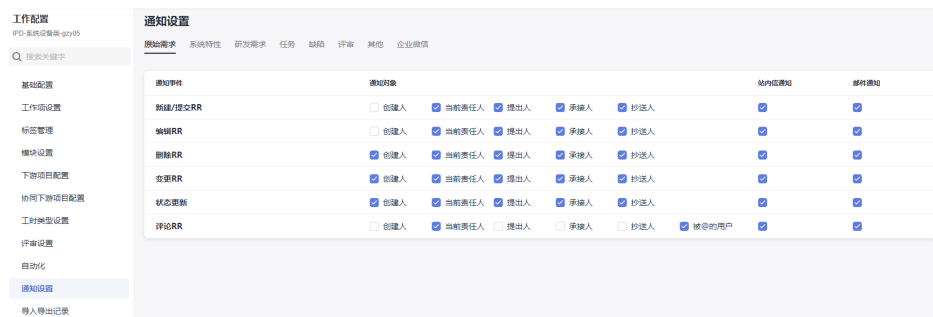 工作配置
IPD-系统设备类-gzy05
搜索关键字
基础配置
工作项设置
标签管理
模块设置
下游项目配置
协同下游项目配置
工时类型设置
评审设置
自动化
通知设置
导入导出记录
通知设置
原始需求 系统特性 研发需求 任务 缺陷 评审 其他 企业微信
通知事件 通知对象 站内信通知 邮件通知
新建/提交RR 创建人 当前责任人 提出人 承接人 抄送人
编辑RR 创建人 当前责任人 提出人 承接人 抄送人
删除RR 创建人 当前责任人 提出人 承接人 抄送人
变更RR 创建人 当前责任人 提出人 承接人 抄送人
状态更新 创建人 当前责任人 提出人 承接人 抄送人
评论RR 创建人 当前责任人 提出人 承接人 抄送人 被@的用户